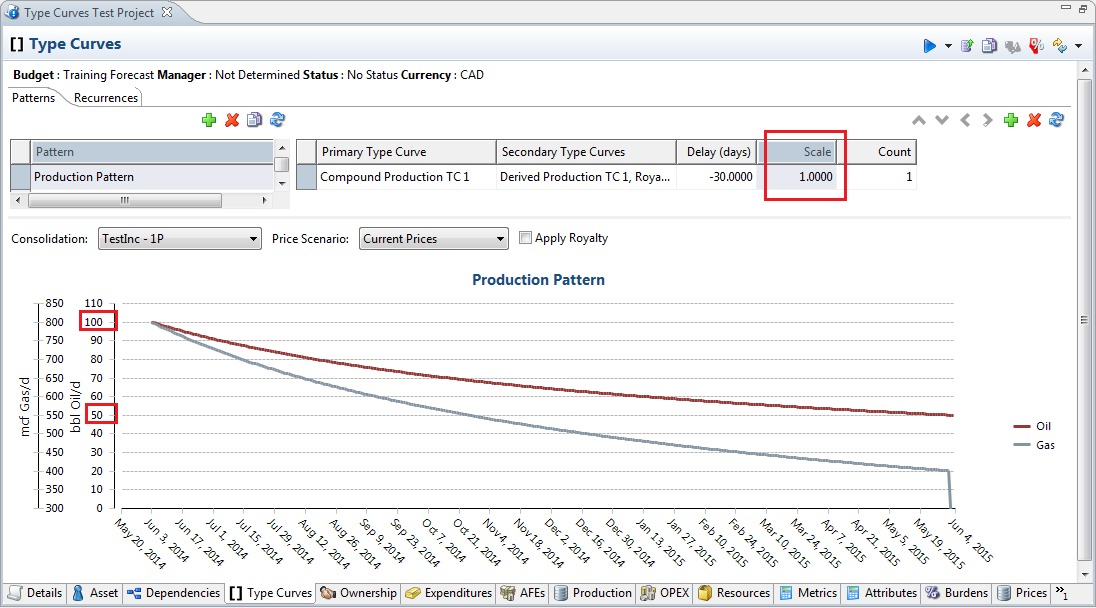 Type Curves Test Project
[] Type Curves
Budget : Training Forecast Manager : Not Determined Status : No Status Currency : CAD
Patterns Recurrences
Pattern
Production Pattern
Primary Type Curve Secondary Type Curves Delay (days) Scale Count
Compound Production TC 1 Derived Production TC 1, Roya... -30.0000 1.0000 1
Consolidation: TestInc - 1P Price Scenario: Current Prices Apply Royalty
Production Pattern
mcf Gas/d
850
800
750
700
650
600
550
500
450
400
350
300
bbl Oil/d
110
100
90
80
70
60
50
40
30
20
10
0
May 20, 2014
Jun 3, 2014
Jun 17, 2014
Jul 1, 2014
Jul 15, 2014
Jul 29, 2014
Aug 12, 2014
Aug 26, 2014
Sep 9, 2014
Sep 23, 2014
Oct 7, 2014
Oct 21, 2014
Nov 4, 2014
Nov 18, 2014
Dec 2, 2014
Dec 16, 2014
Dec 30, 2014
Jan 13, 2015
Jan 27, 2015
Feb 10, 2015
Feb 24, 2015
Mar 10, 2015
Mar 24, 2015
Apr 7, 2015
Apr 21, 2015
May 5, 2015
May 19, 2015
Jun 4, 2015
Oil
Gas
Details Asset Dependencies [] Type Curves Ownership Expenditures AFEs Production OPEX Resources Metrics Attributes Burdens Prices »1